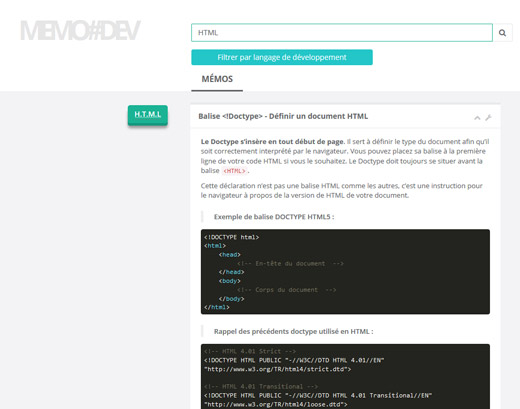 MEMO#DEV
HTML
Filtrer par langage de développement
MÉMOS
H.T.M.L
Balise <!Doctype> - Définir un document HTML
Le Doctype s'insère en tout début de page. Il sert à définir le type du document afin qu'il
soit correctement interprété par le navigateur. Vous pouvez placez sa balise à la première
ligne de votre code HTML si vous le souhaitez. Le Doctype doit toujours se situer avant la
balise <HTML>.
Cette déclaration n'est pas une balise HTML comme les autres, c'est une instruction pour
le navigateur à propos de la version de HTML de votre document.
Exemple de balise DOCTYPE HTML5 :
<!DOCTYPE html>
<html>
<head>
<!-- En-tête du document -->
</head>
<body>
<!-- Corps du document -->
</body>
</html>
Rappel des précédents doctype utilisé en HTML :
<!-- HTML 4.01 Strict -->
<!DOCTYPE HTML PUBLIC "-//W3C//DTD HTML 4.01//EN"
"http://www.w3.org/TR/html4/strict.dtd">
<!-- HTML 4.01 Transitional -->
<!DOCTYPE HTML PUBLIC "-//W3C//DTD HTML 4.01 Transitional//EN"
"http://www.w3.org/TR/html4/loose.dtd">